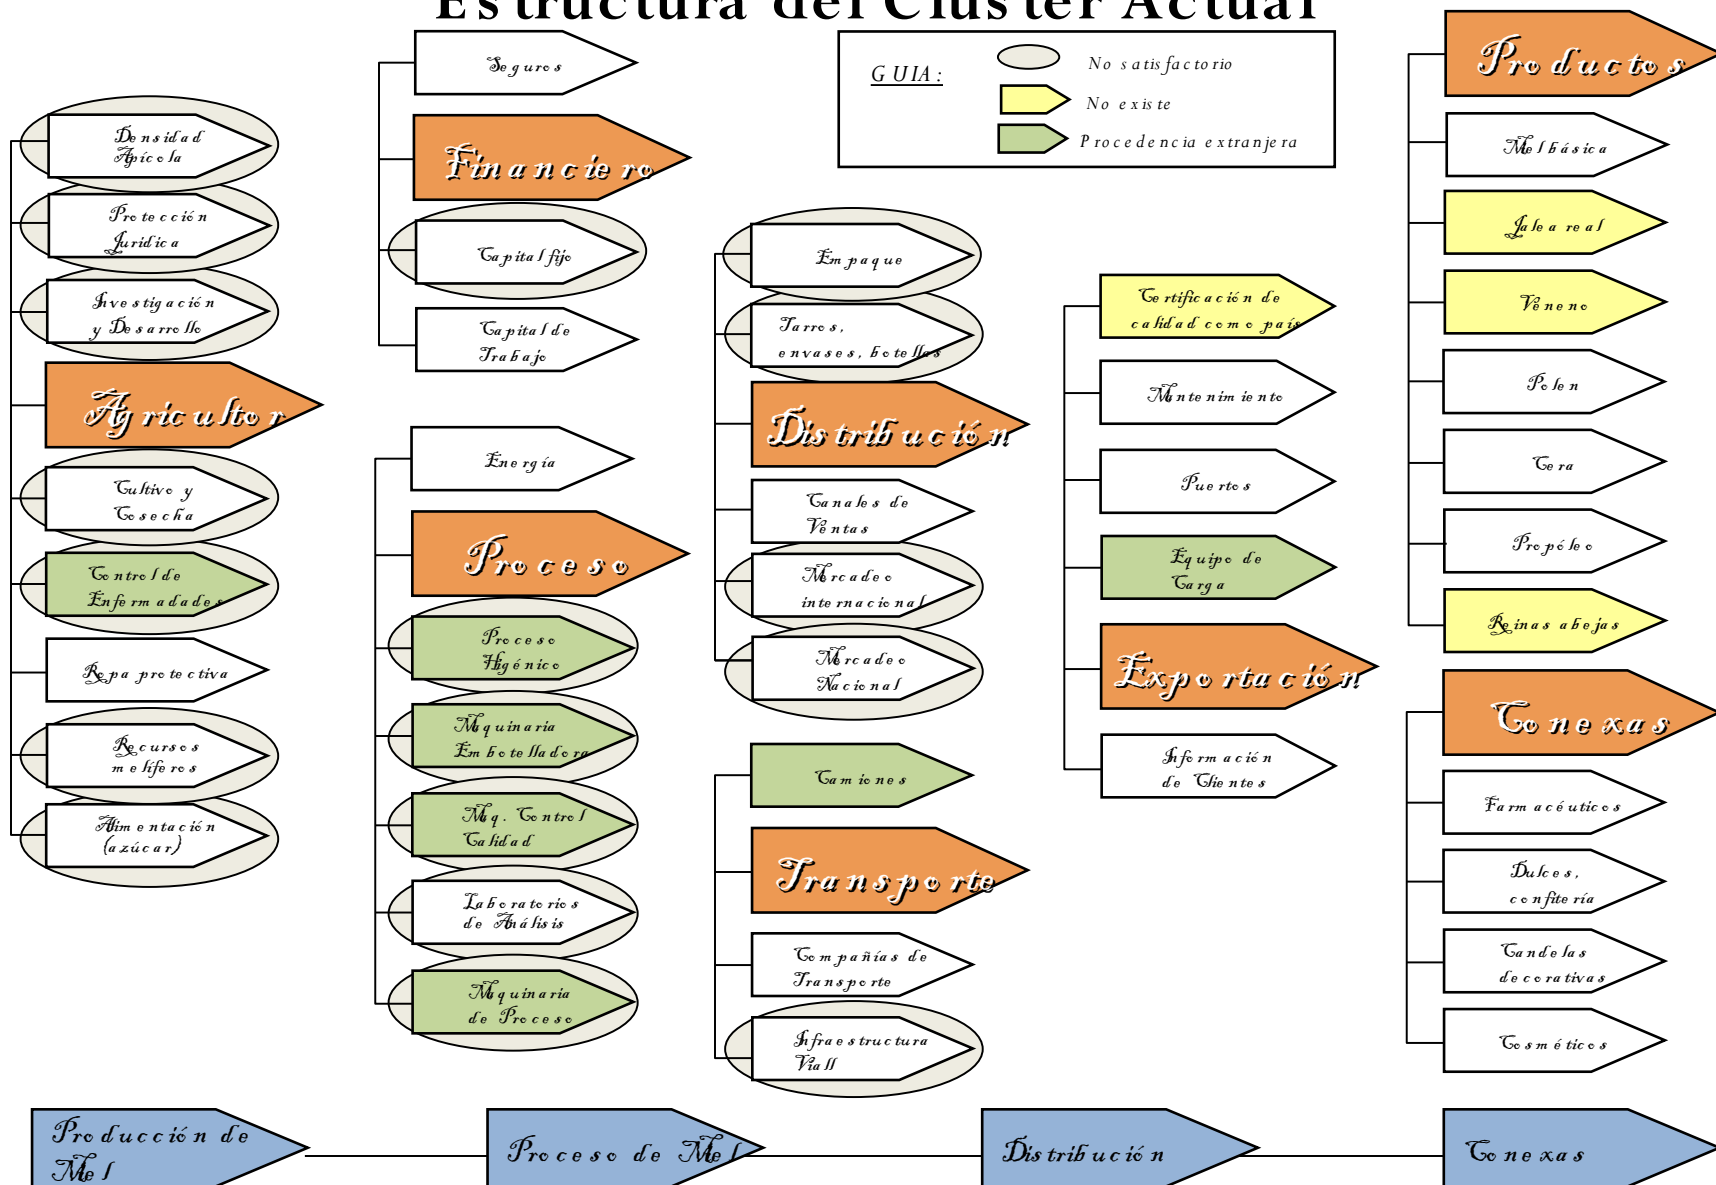 Estructura del Cluster Actual
GUIA:
No satisfactorio
No existe
Procedencia extranjera
Densidad
Apícola
Protección
Juridica
Investigación
y Desarrollo
Agricultor
Cultivo y
Cosecha
Control de
Enfermadades
Ropa protectiva
Recursos
melíferos
Alimentación
(azúcar)
Seguros
Financiero
Capital fijo
Capital de
Trabajo
Energía
Proceso
Proceso
Higénico
Maquinaria
Embotelladora
Maq. Control
Calidad
Laboratorios
de Análisis
Maquinaria
de Proceso
Empaque
Tarros,
envases, botellas
Distribución
Canales de
Ventas
Mercadeo
internacional
Mercadeo
Nacional
Camiones
Transporte
Compañías de
Transporte
Infraestructura
Viall
Certificación de
calidad como país
Mantenimiento
Puertos
Equipo de
Carga
Exportación
Información
de Clientes
Productos
Mel básica
Jalea real
Veneno
Polen
Cera
Propóleo
Reinas abejas
Conexas
Farmacéuticos
Dulces,
confitería
Candelas
decorativas
Cosméticos
Producción de
Miel
Proceso de Miel
Distribución
Conexas